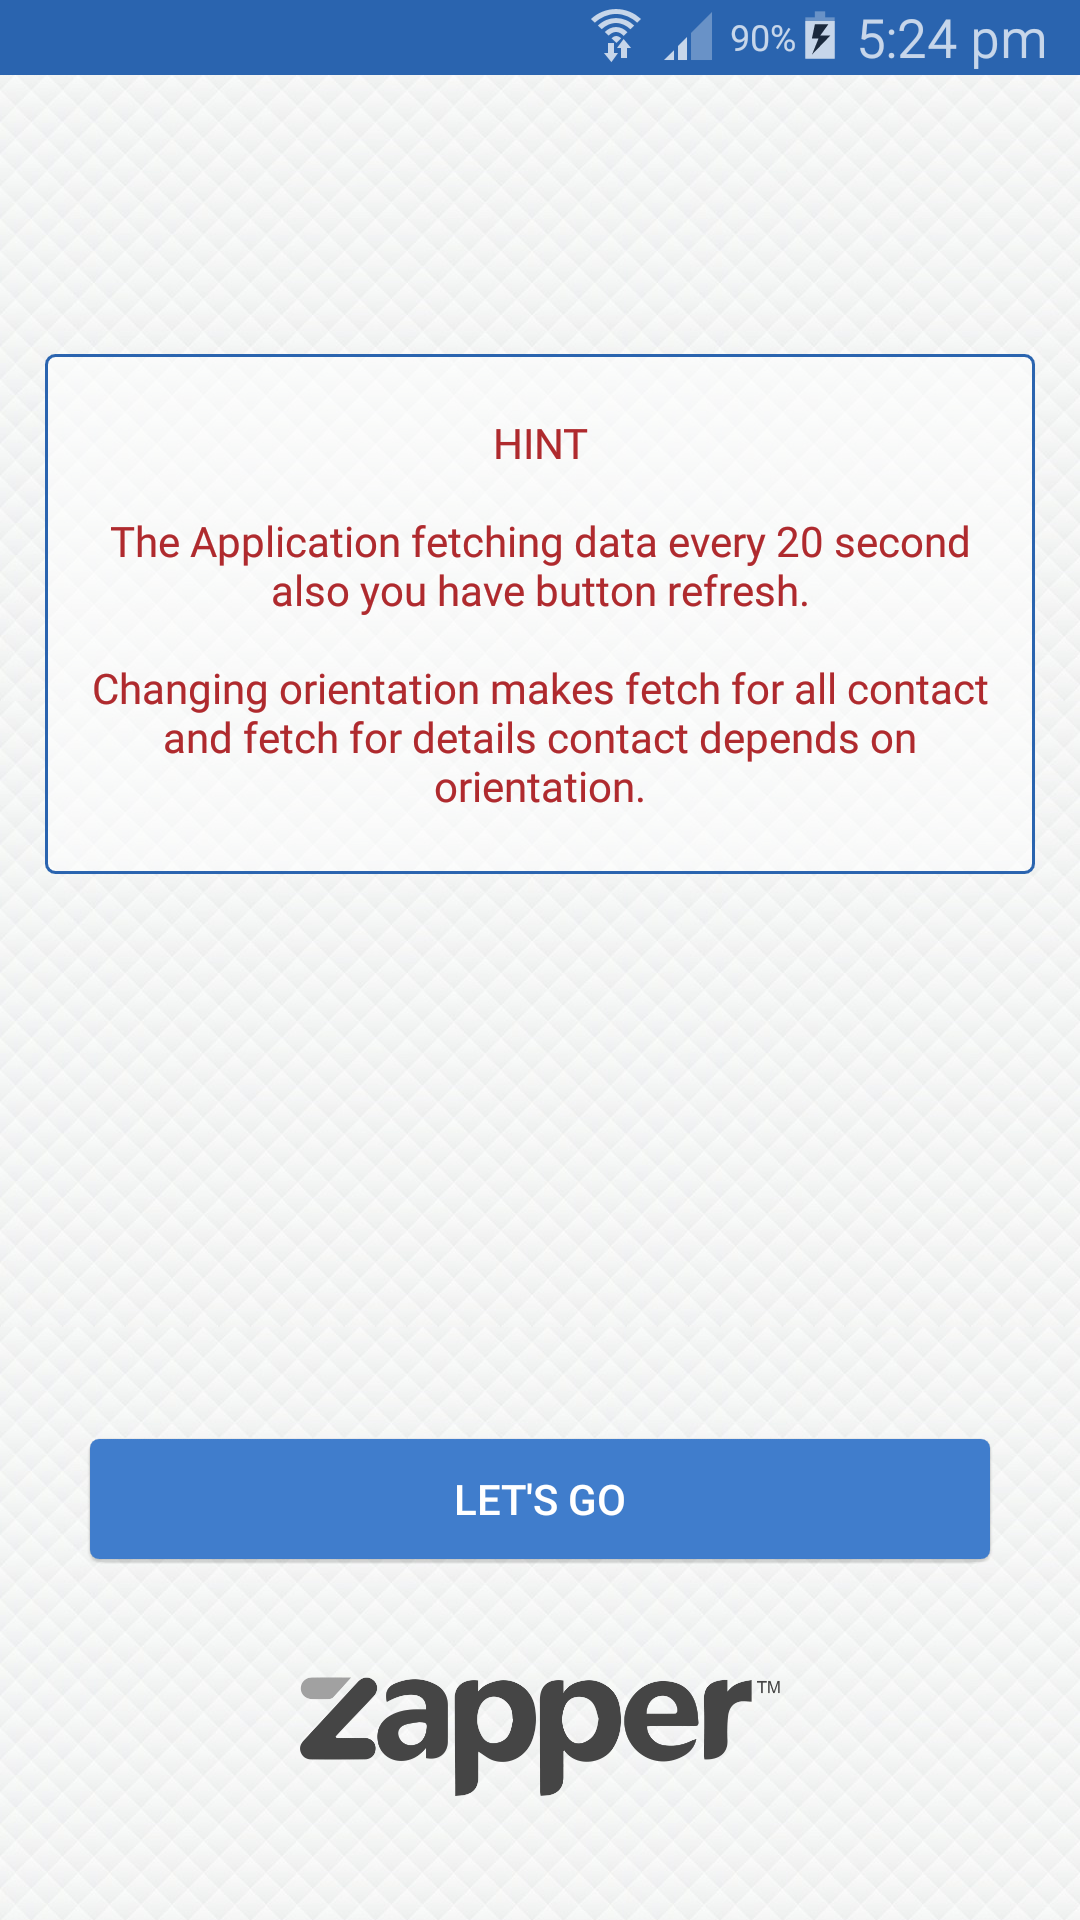 90% 5:24 pm
HINT
The Application fetching data every 20 second
also you have button refresh.
Changing orientation makes fetch for all contact
and fetch for details contact depends on
orientation.
LET'S GO
zapper™